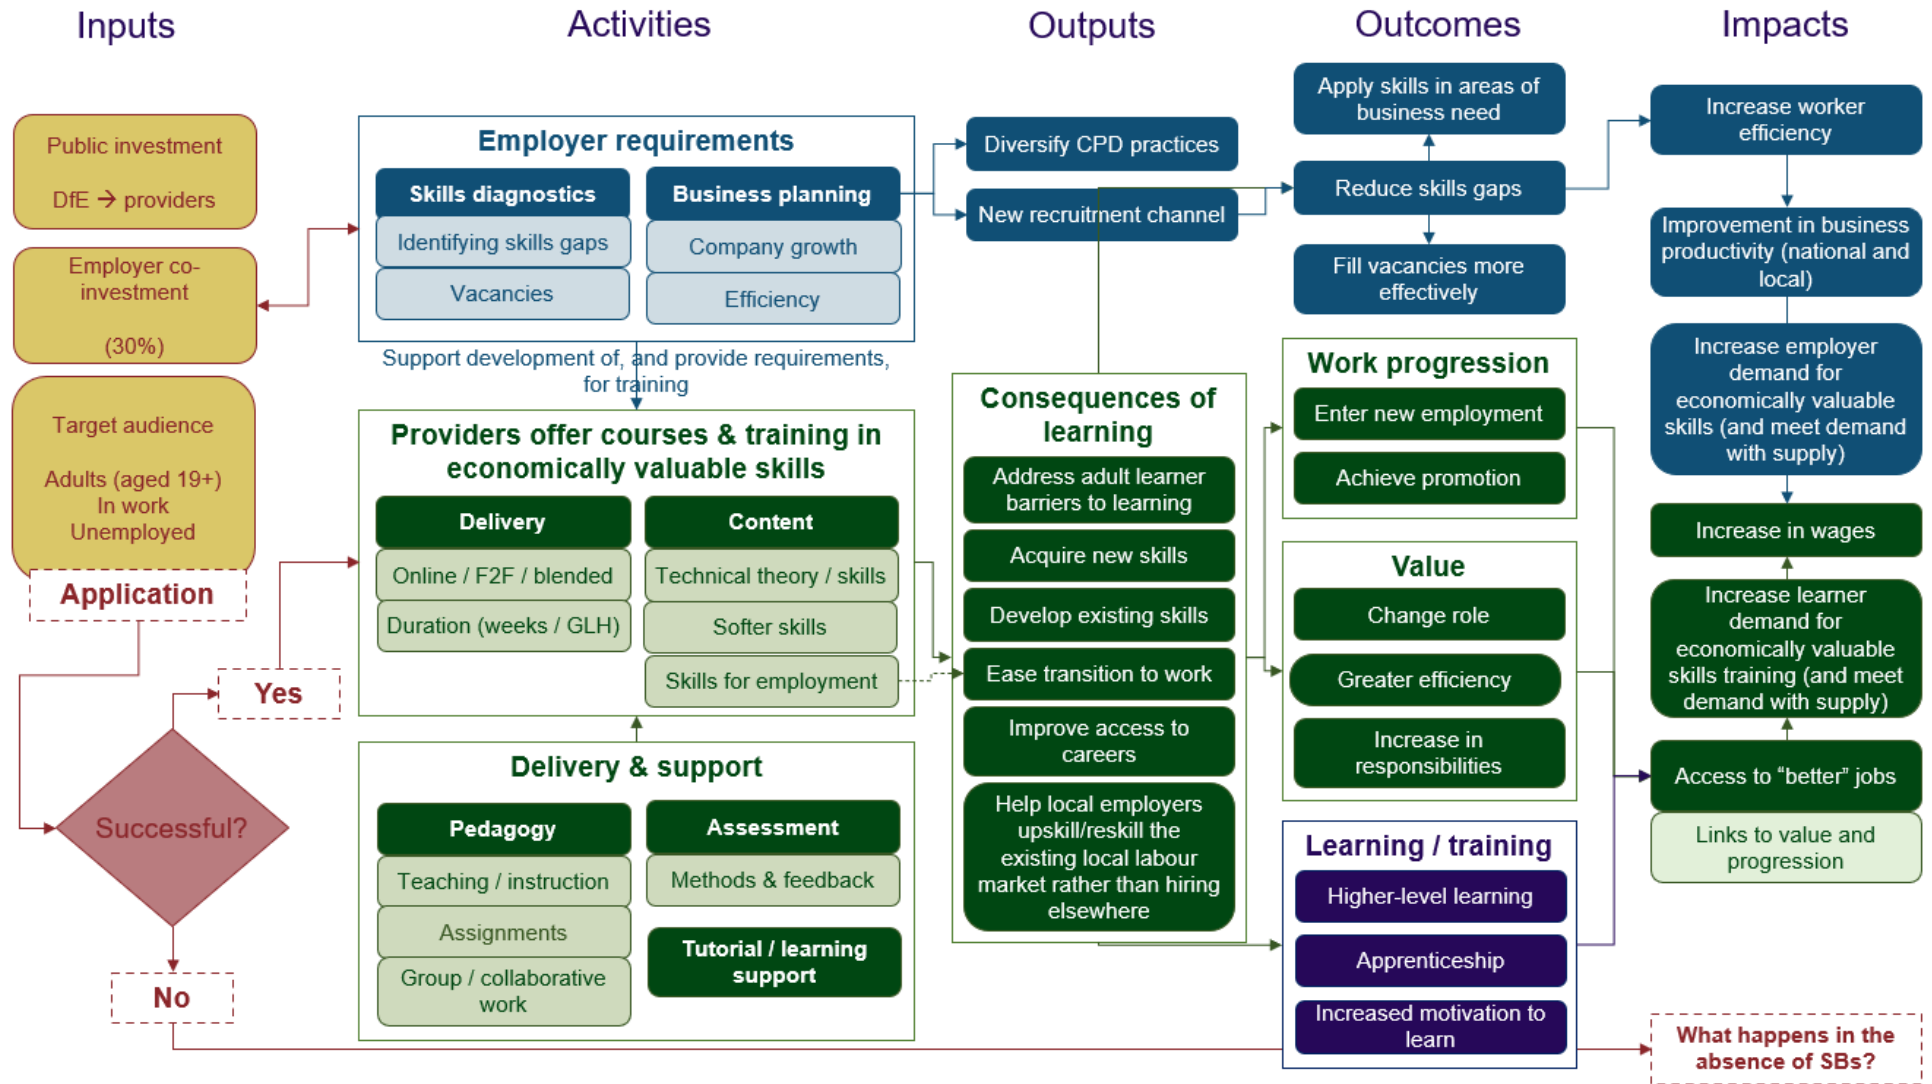 Inputs
Activities
Outputs
Outcomes
Impacts
Public investment
DfE → providers
Employer co-
investment
(30%)
Target audience
Adults (aged 19+)
In work
Unemployed
Application
Yes
Successful?
No
Employer requirements
Skills diagnostics
Identifying skills gaps
Vacancies
Business planning
Company growth
Efficiency
Support development of, and provide requirements,
for training
Providers offer courses & training in
economically valuable skills
Delivery
Online / F2F / blended
Duration (weeks / GLH)
Content
Technical theory / skills
Softer skills
Skills for employment
Delivery & support
Pedagogy
Teaching / instruction
Assignments
Group / collaborative
work
Assessment
Methods & feedback
Tutorial / learning
support
Diversify CPD practices
New recruitment channel
Consequences of
learning
Address adult learner
barriers to learning
Acquire new skills
Develop existing skills
Ease transition to work
Improve access to
careers
Help local employers
upskill/reskill the
existing local labour
market rather than hiring
elsewhere
Apply skills in areas of
business need
Reduce skills gaps
Fill vacancies more
effectively
Work progression
Enter new employment
Achieve promotion
Value
Change role
Greater efficiency
Increase in
responsibilities
Learning / training
Higher-level learning
Apprenticeship
Increased motivation to
learn
Increase worker
efficiency
Improvement in business
productivity (national and
local)
Increase employer
demand for
economically valuable
skills (and meet demand
with supply)
Increase in wages
Increase learner
demand for
economically valuable
skills training (and meet
demand with supply)
Access to “better” jobs
Links to value and
progression
What happens in the
absence of SBs?